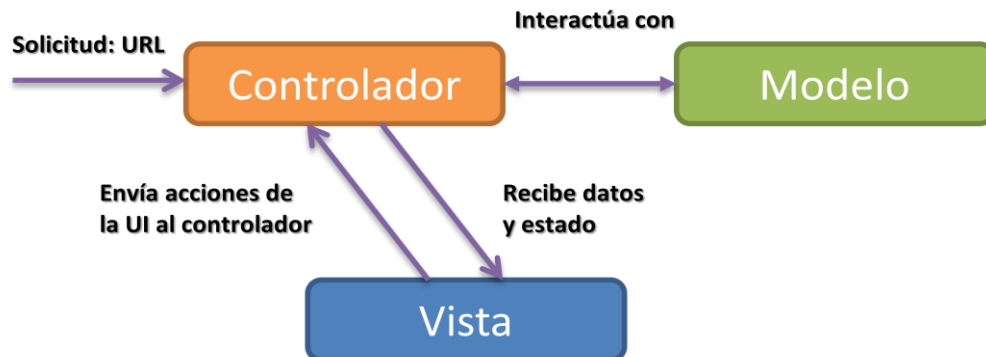 Interactúa con
Solicitud: URL
Controlador
Modelo
Envía acciones de
la UI al controlador
Recibe datos
y estado
Vista